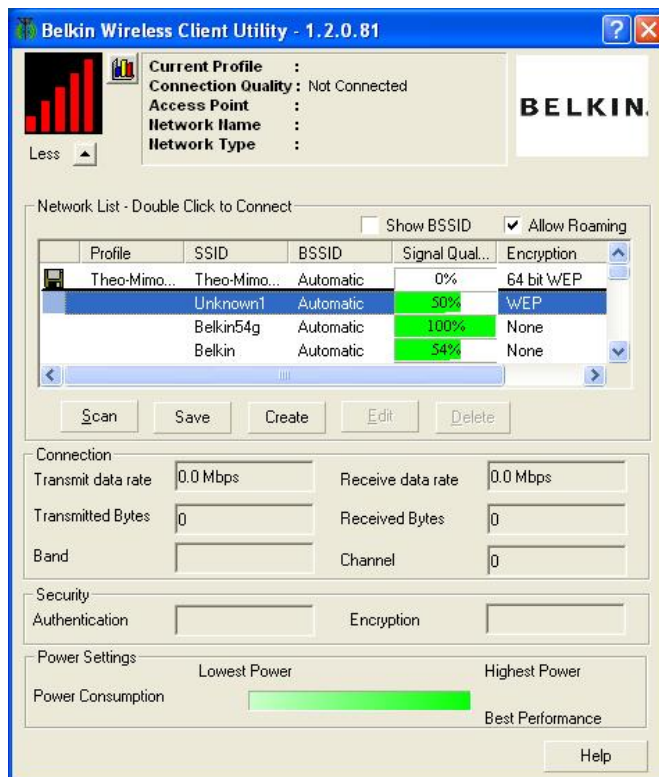 Belkin Wireless Client Utility - 1.2.0.81
Current Profile :
Connection Quality : Not Connected
Access Point :
Network Name :
Network Type :
BELKIN.
Less
Network List - Double Click to Connect
Show BSSID Allow Roaming
Profile SSID BSSID Signal Qual... Encryption
Theo-Mimo... Theo-Mimo... Automatic 0% 64 bit WEP
Unknown1 Automatic 50% WEP
Belkin54g Automatic 100% None
Belkin Automatic 54% None
Scan Save Create Edit Delete
Connection
Transmit data rate 0.0 Mbps Receive data rate 0.0 Mbps
Transmitted Bytes 0 Received Bytes 0
Band Channel 0
Security
Authentication Encryption
Power Settings
Lowest Power Highest Power
Power Consumption
Best Performance
Help